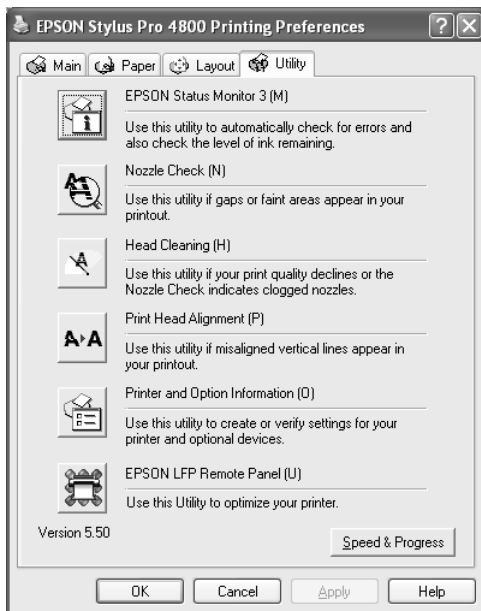 EPSON Stylus Pro 4800 Printing Preferences
Main Paper Layout Utility
EPSON Status Monitor 3 (M)
Use this utility to automatically check for errors and
also check the level of ink remaining.
Nozzle Check (N)
Use this utility if gaps or faint areas appear in your
printout.
Head Cleaning (H)
Use this utility if your print quality declines or the
Nozzle Check indicates clogged nozzles.
Print Head Alignment (P)
Use this utility if misaligned vertical lines appear in
your printout.
Printer and Option Information (O)
Use this utility to create or verify settings for your
printer and optional devices.
EPSON LFP Remote Panel (U)
Use this Utility to optimize your printer.
Version 5.50
Speed & Progress
OK Cancel Apply Help